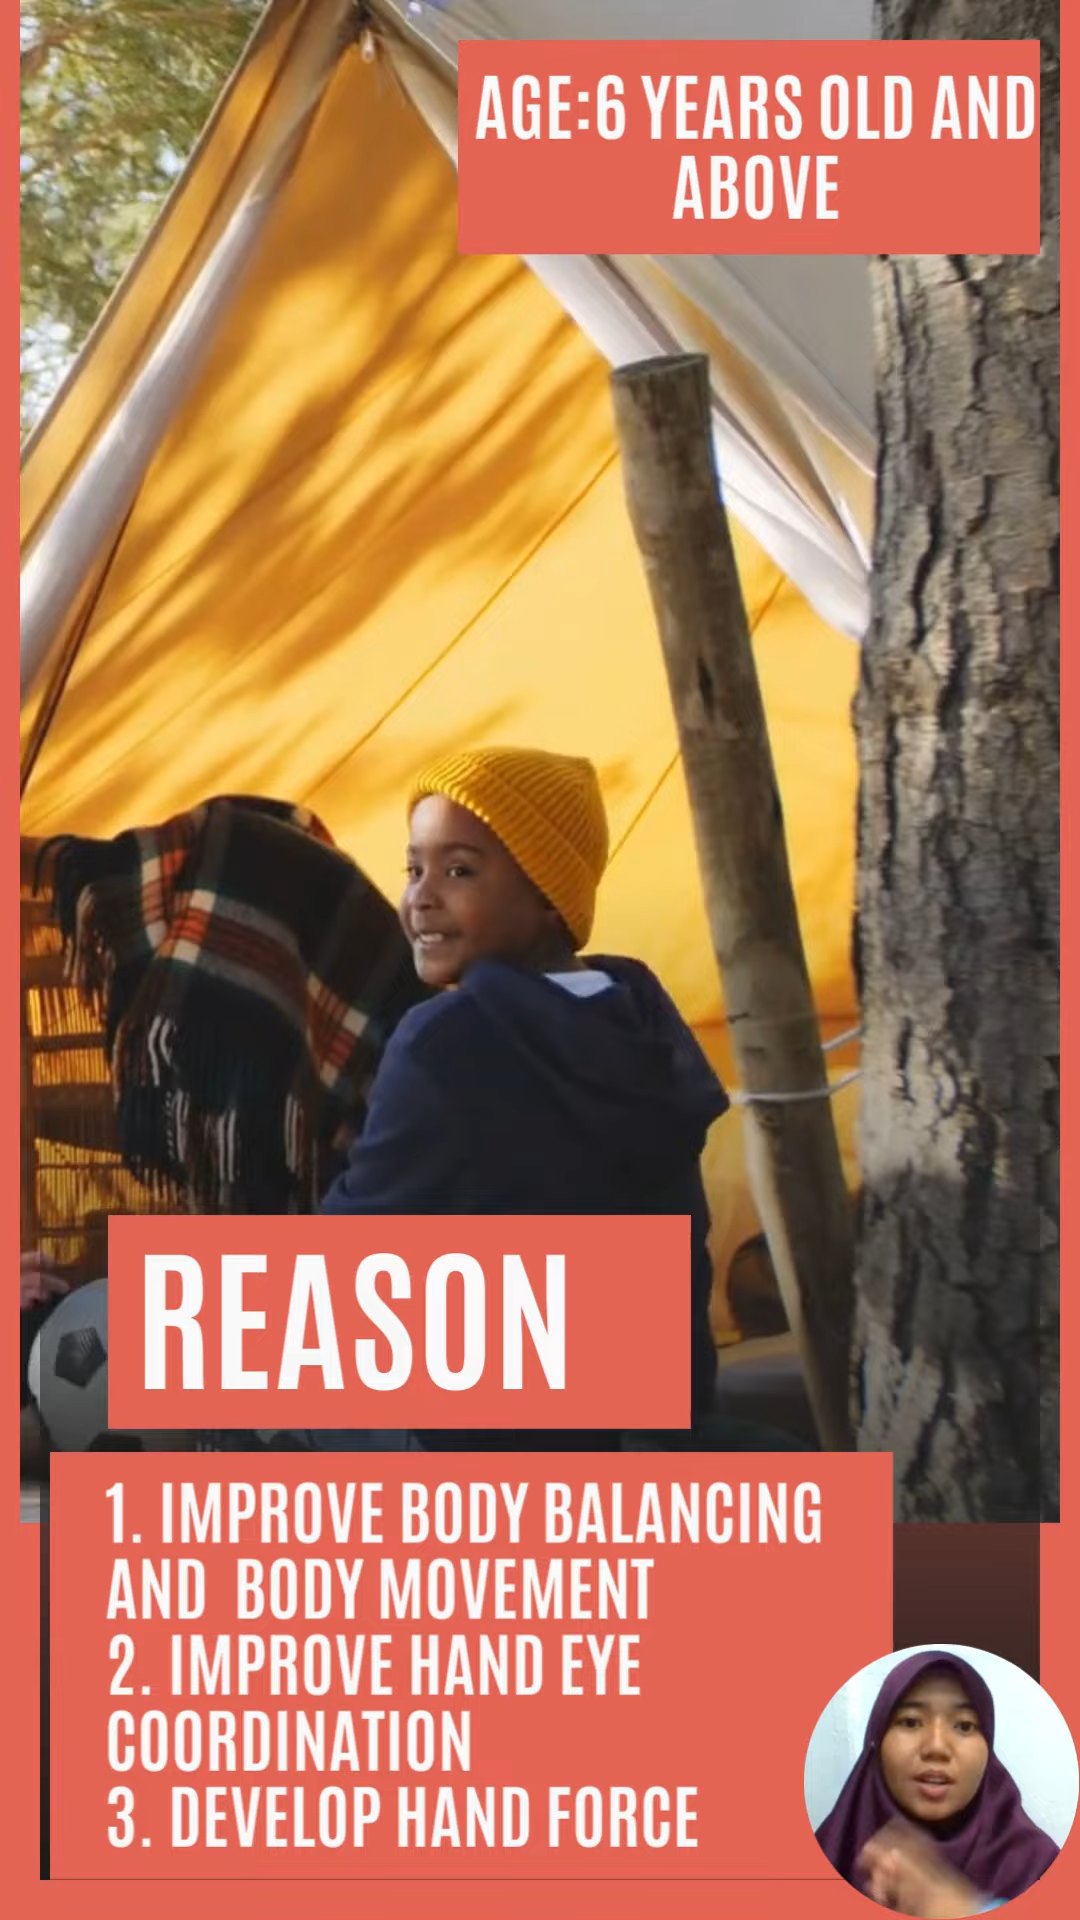 AGE:6 YEARS OLD AND
ABOVE
REASON
1. IMPROVE BODY BALANCING
AND BODY MOVEMENT
2. IMPROVE HAND EYE
COORDINATION
3. DEVELOP HAND FORCE